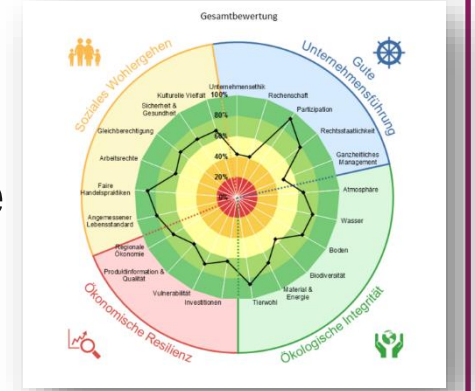 Gesamtbewertung
Soziales Wohlergehen
Gute
Unternehmensführung
Ökologische Integrität
Ökonomische Resilienz
Unternehmensethik
Rechenschaft
Partizipation
Rechtsstaatlichkeit
Ganzheitliches
Management
Atmosphäre
Wasser
Boden
Biodiversität
Material &
Energie
Tierwohl
Investitionen
Vulnerabilität
Produktinformation &
Qualität
Regionale
Ökonomie
Angemessener
Lebensstandard
Faire
Handelspraktiken
Arbeitsrechte
Gleichberechtigung
Sicherheit &
Gesundheit
Kulturelle Vielfalt
100%
80%
60%
40%
20%
0%
e